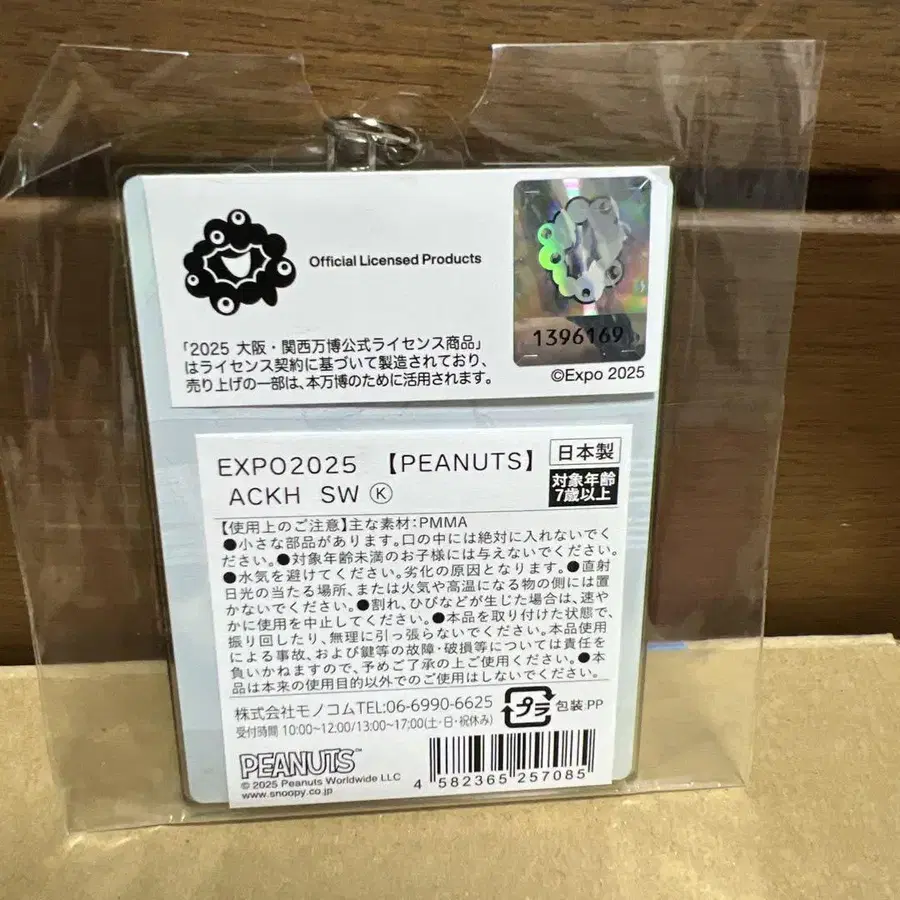 Official Licensed Products
1396169
「2025 大阪・関西万博公式ライセンス商品」
はライセンス契約に基づいて製造されており、
売り上げの一部は、本万博のために活用されます。
©Expo 2025
EXPO2025 【PEANUTS】
日本製
ACKH SW Ⓚ
対象年齢
7歳以上
【使用上のご注意】主な素材:PMMA
●小さな部品があります。口の中には絶対に入れないでく
ださい。●対象年齢未満のお子様には与えないでください。
●水気を避けてください。劣化の原因となります。●直射
日光の当たる場所、または火気や高温になる物の側には置
かないでください。●割れ、ひびなどが生じた場合は、速や
かに使用を中止してください。●本品を取り付けた状態で、
振り回したり、無理に引っ張らないでください。本品使用
による事故、および鍵等の故障・破損等については責任を
負いかねますので、予めご了承の上ご使用ください。●本
品は本来の使用目的以外でのご使用はしないでください。
株式会社モノコムTEL:06-6990-6625
受付時間 10:00~12:00/13:00~17:00(土・日・祝休み)
プラ
包装:PP
PEANUTS™
© 2025 Peanuts Worldwide LLC
www.snoopy.co.jp
4 582365 257085